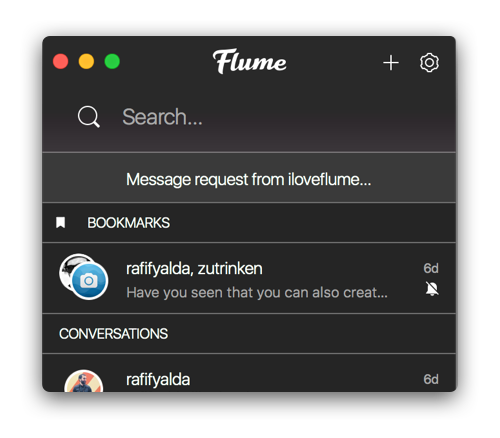 Flume
Search...
Message request from iloveflume...
BOOKMARKS
rafifyalda, zutrinken
6d
Have you seen that you can also creat...
CONVERSATIONS
rafifyalda
6d